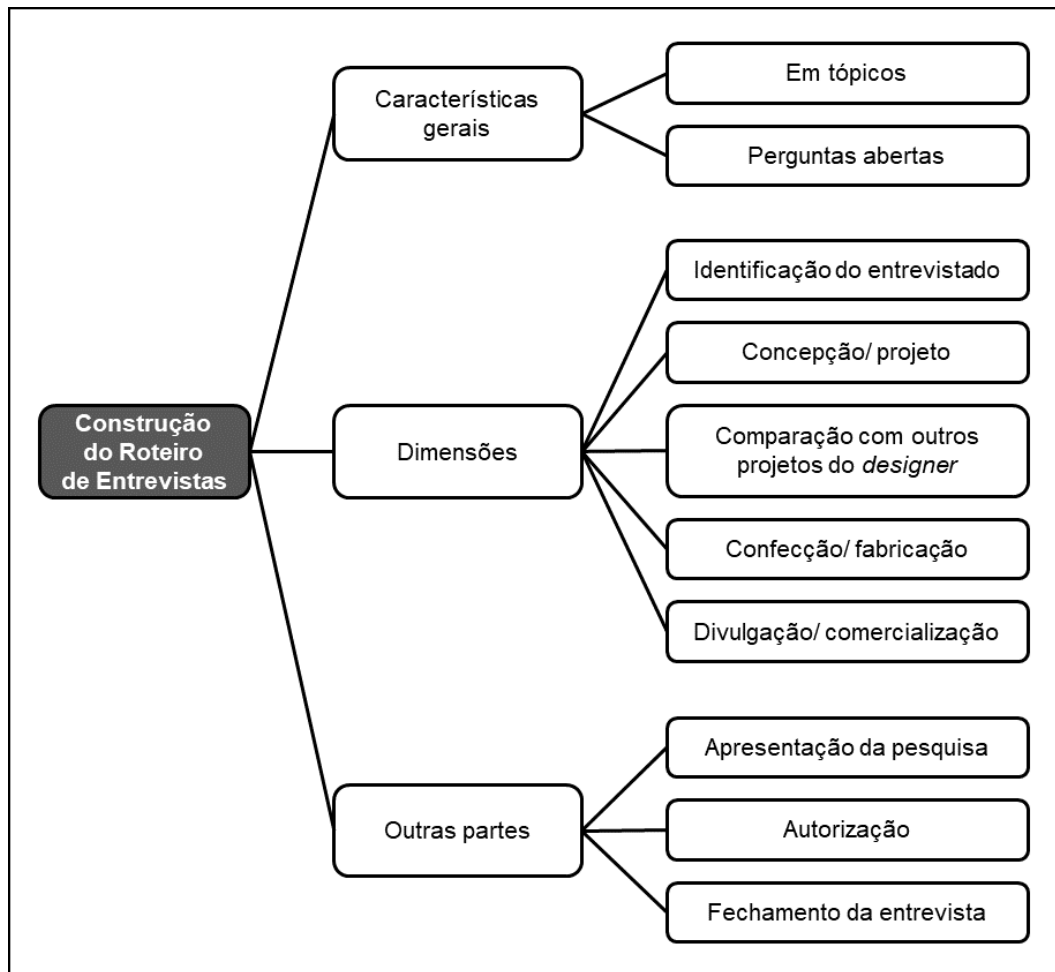 Construção
do Roteiro
de Entrevistas
Características
gerais
Em tópicos
Perguntas abertas
Dimensões
Identificação do entrevistado
Concepção/ projeto
Comparação com outros
projetos do designer
Confecção/ fabricação
Divulgação/ comercialização
Outras partes
Apresentação da pesquisa
Autorização
Fechamento da entrevista